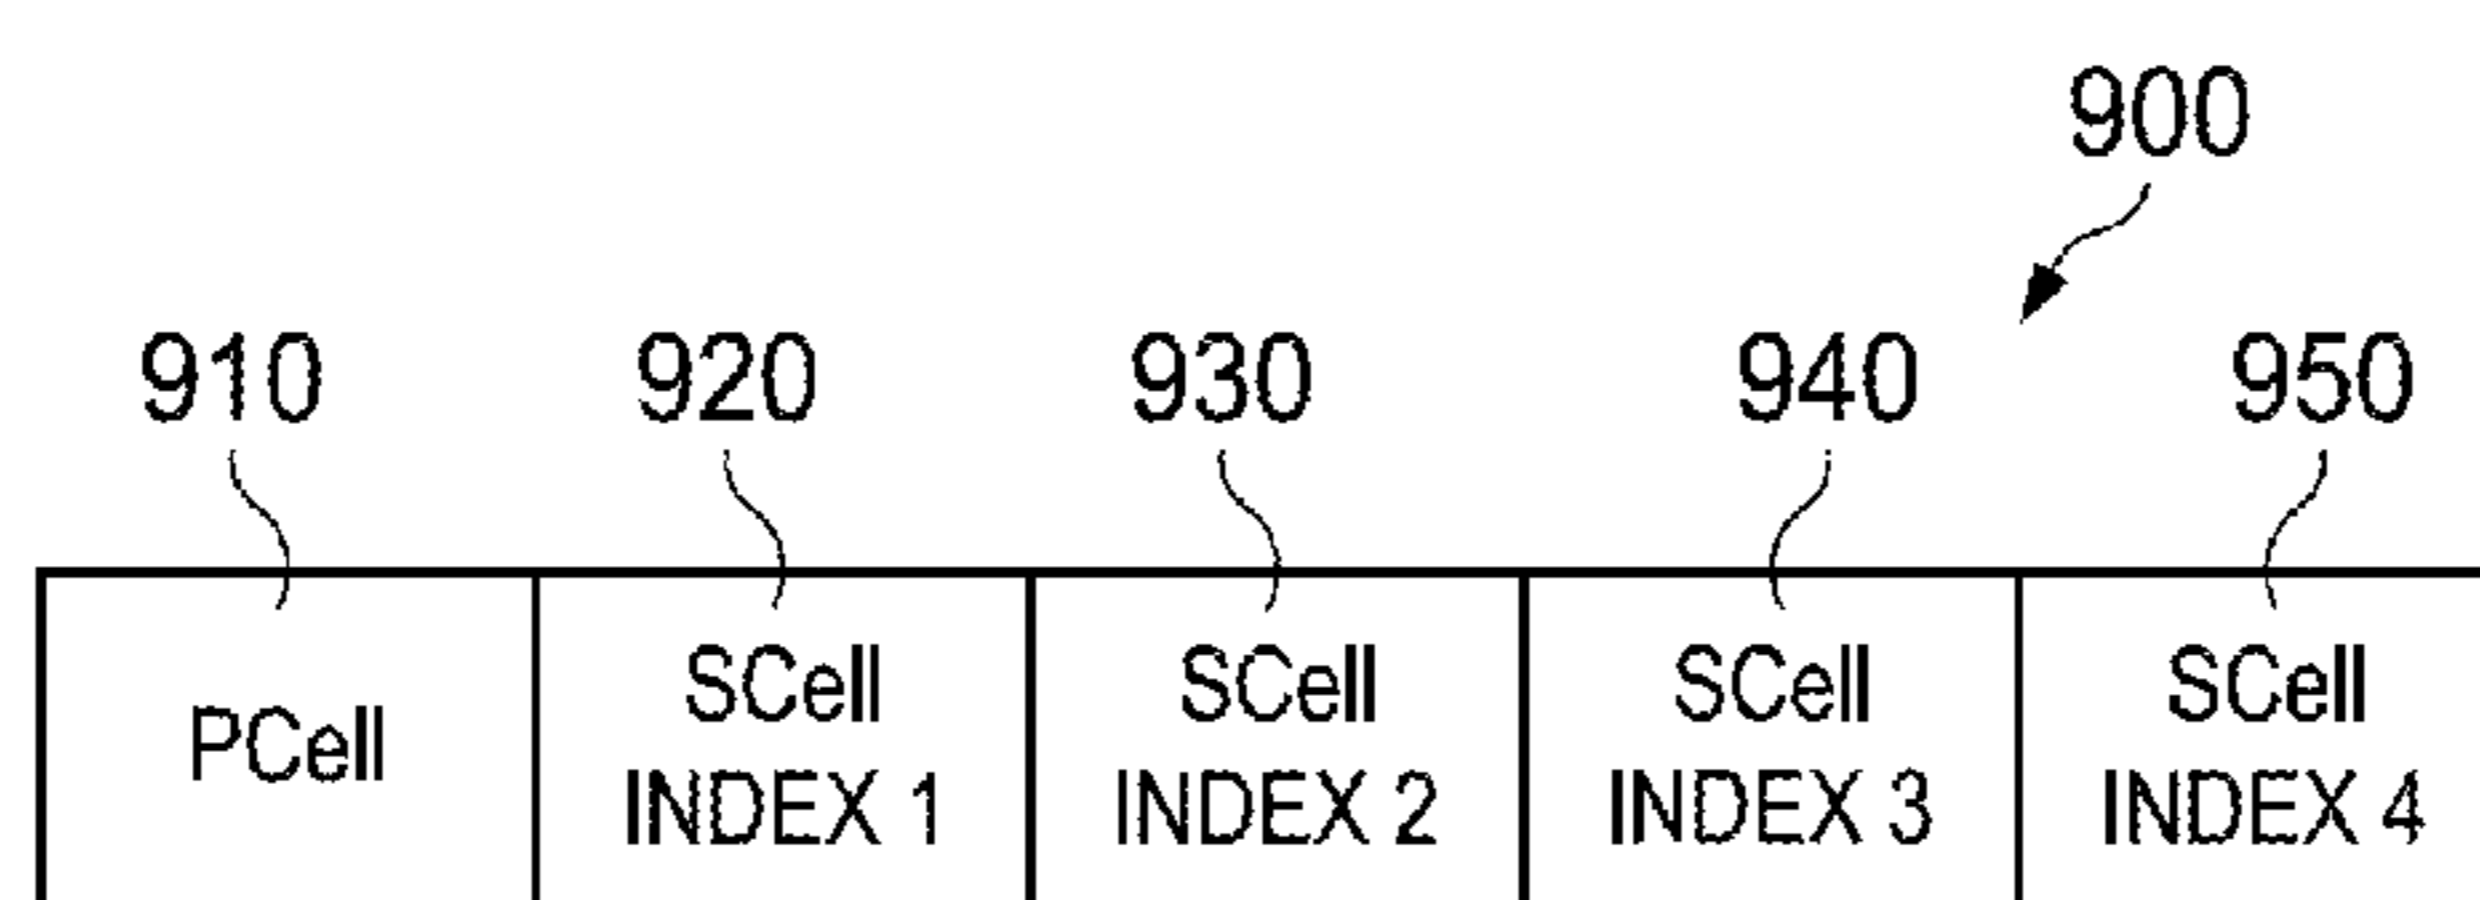 900
910 920 930 940 950
PCell
SCell INDEX 1
SCell INDEX 2
SCell INDEX 3
SCell INDEX 4